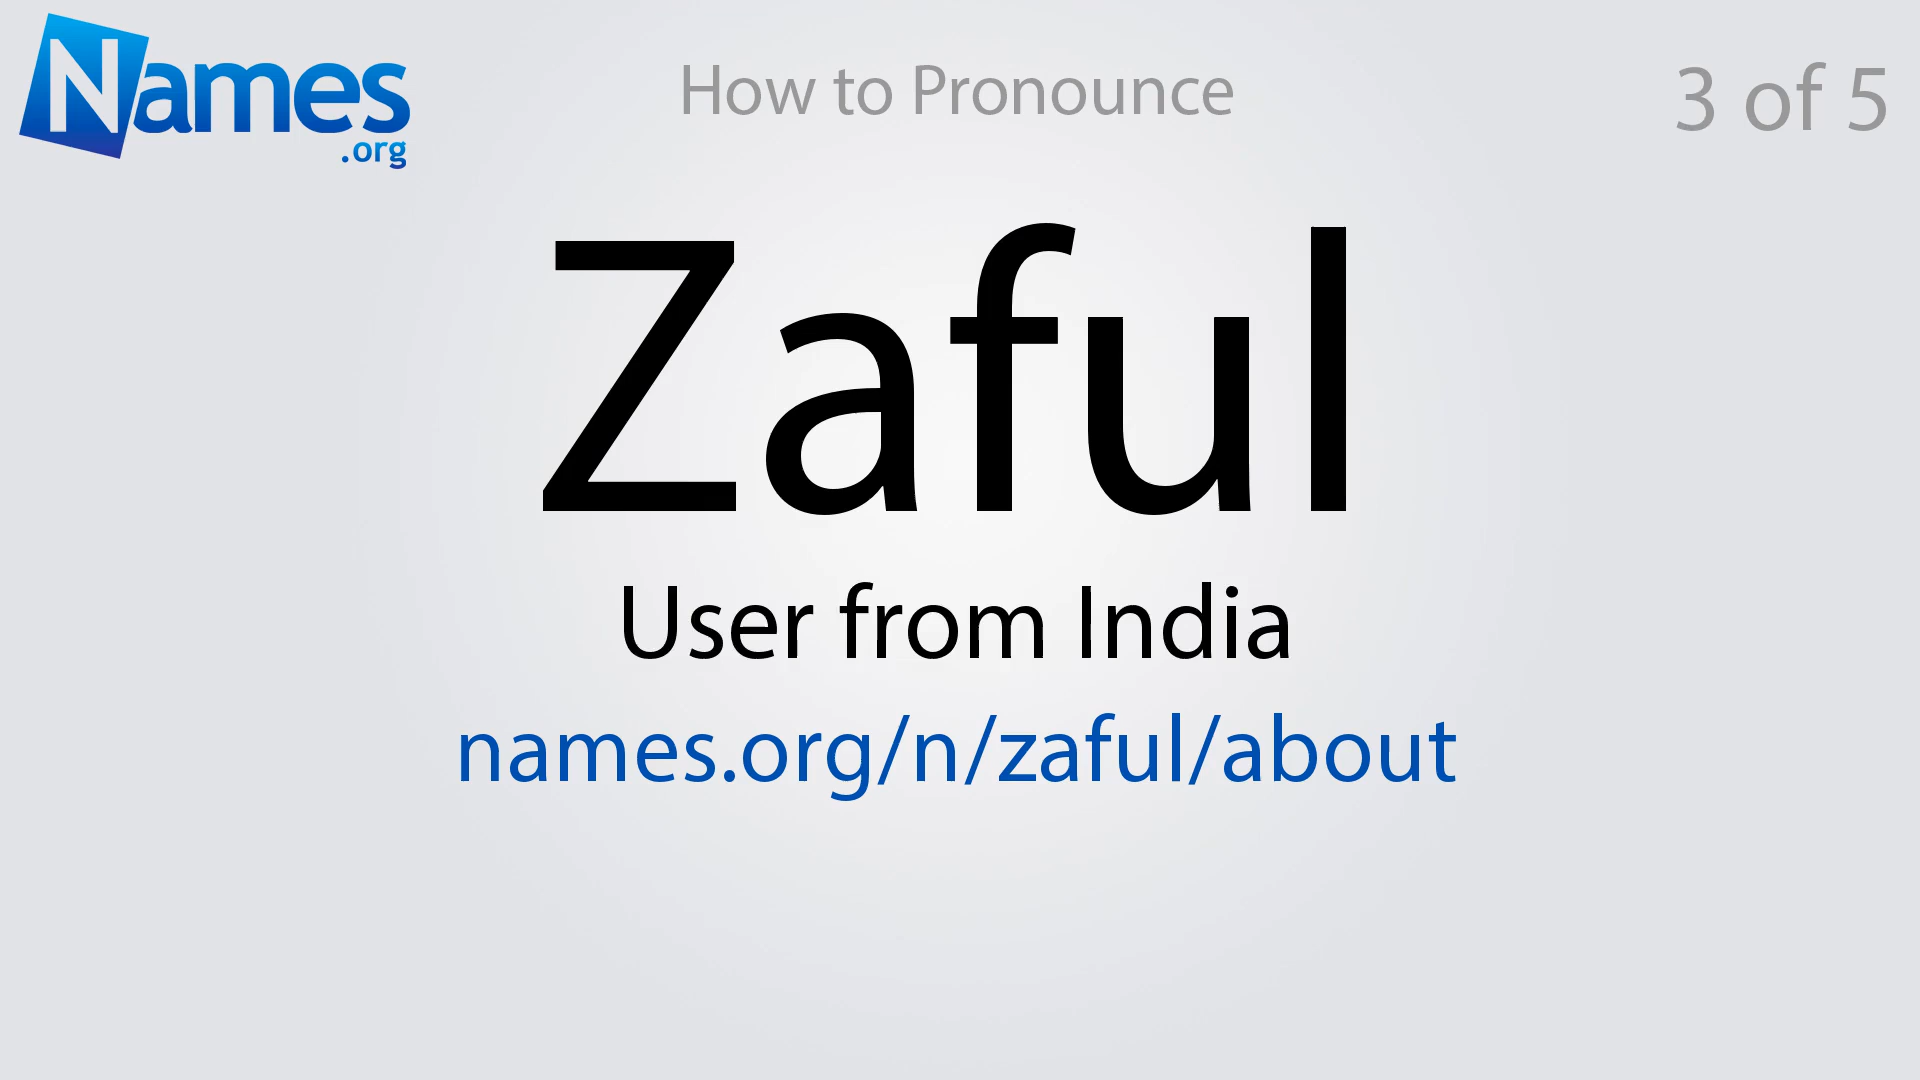 Names
.org
How to Pronounce
3 of 5
Zaful
User from India
names.org/n/zaful/about